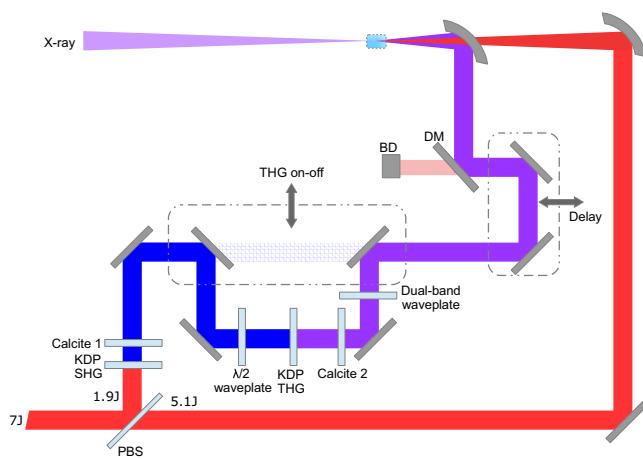 X-ray
DM
BD
THG on-off
Delay
Dual-band
waveplate
Calcite 1
KDP
SHG
λ/2
waveplate
KDP
THG
Calcite 2
1.9J
5.1J
7J
PBS